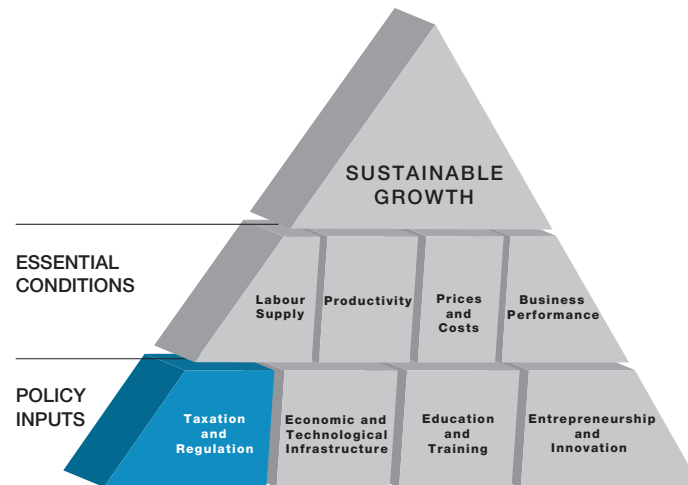 SUSTAINABLE
GROWTH
ESSENTIAL
CONDITIONS
Labour
Supply
Productivity
Prices
and
Costs
Business
Performance
POLICY
INPUTS
Taxation
and
Regulation
Economic and
Technological
Infrastructure
Education
and
Training
Entrepreneurship
and
Innovation